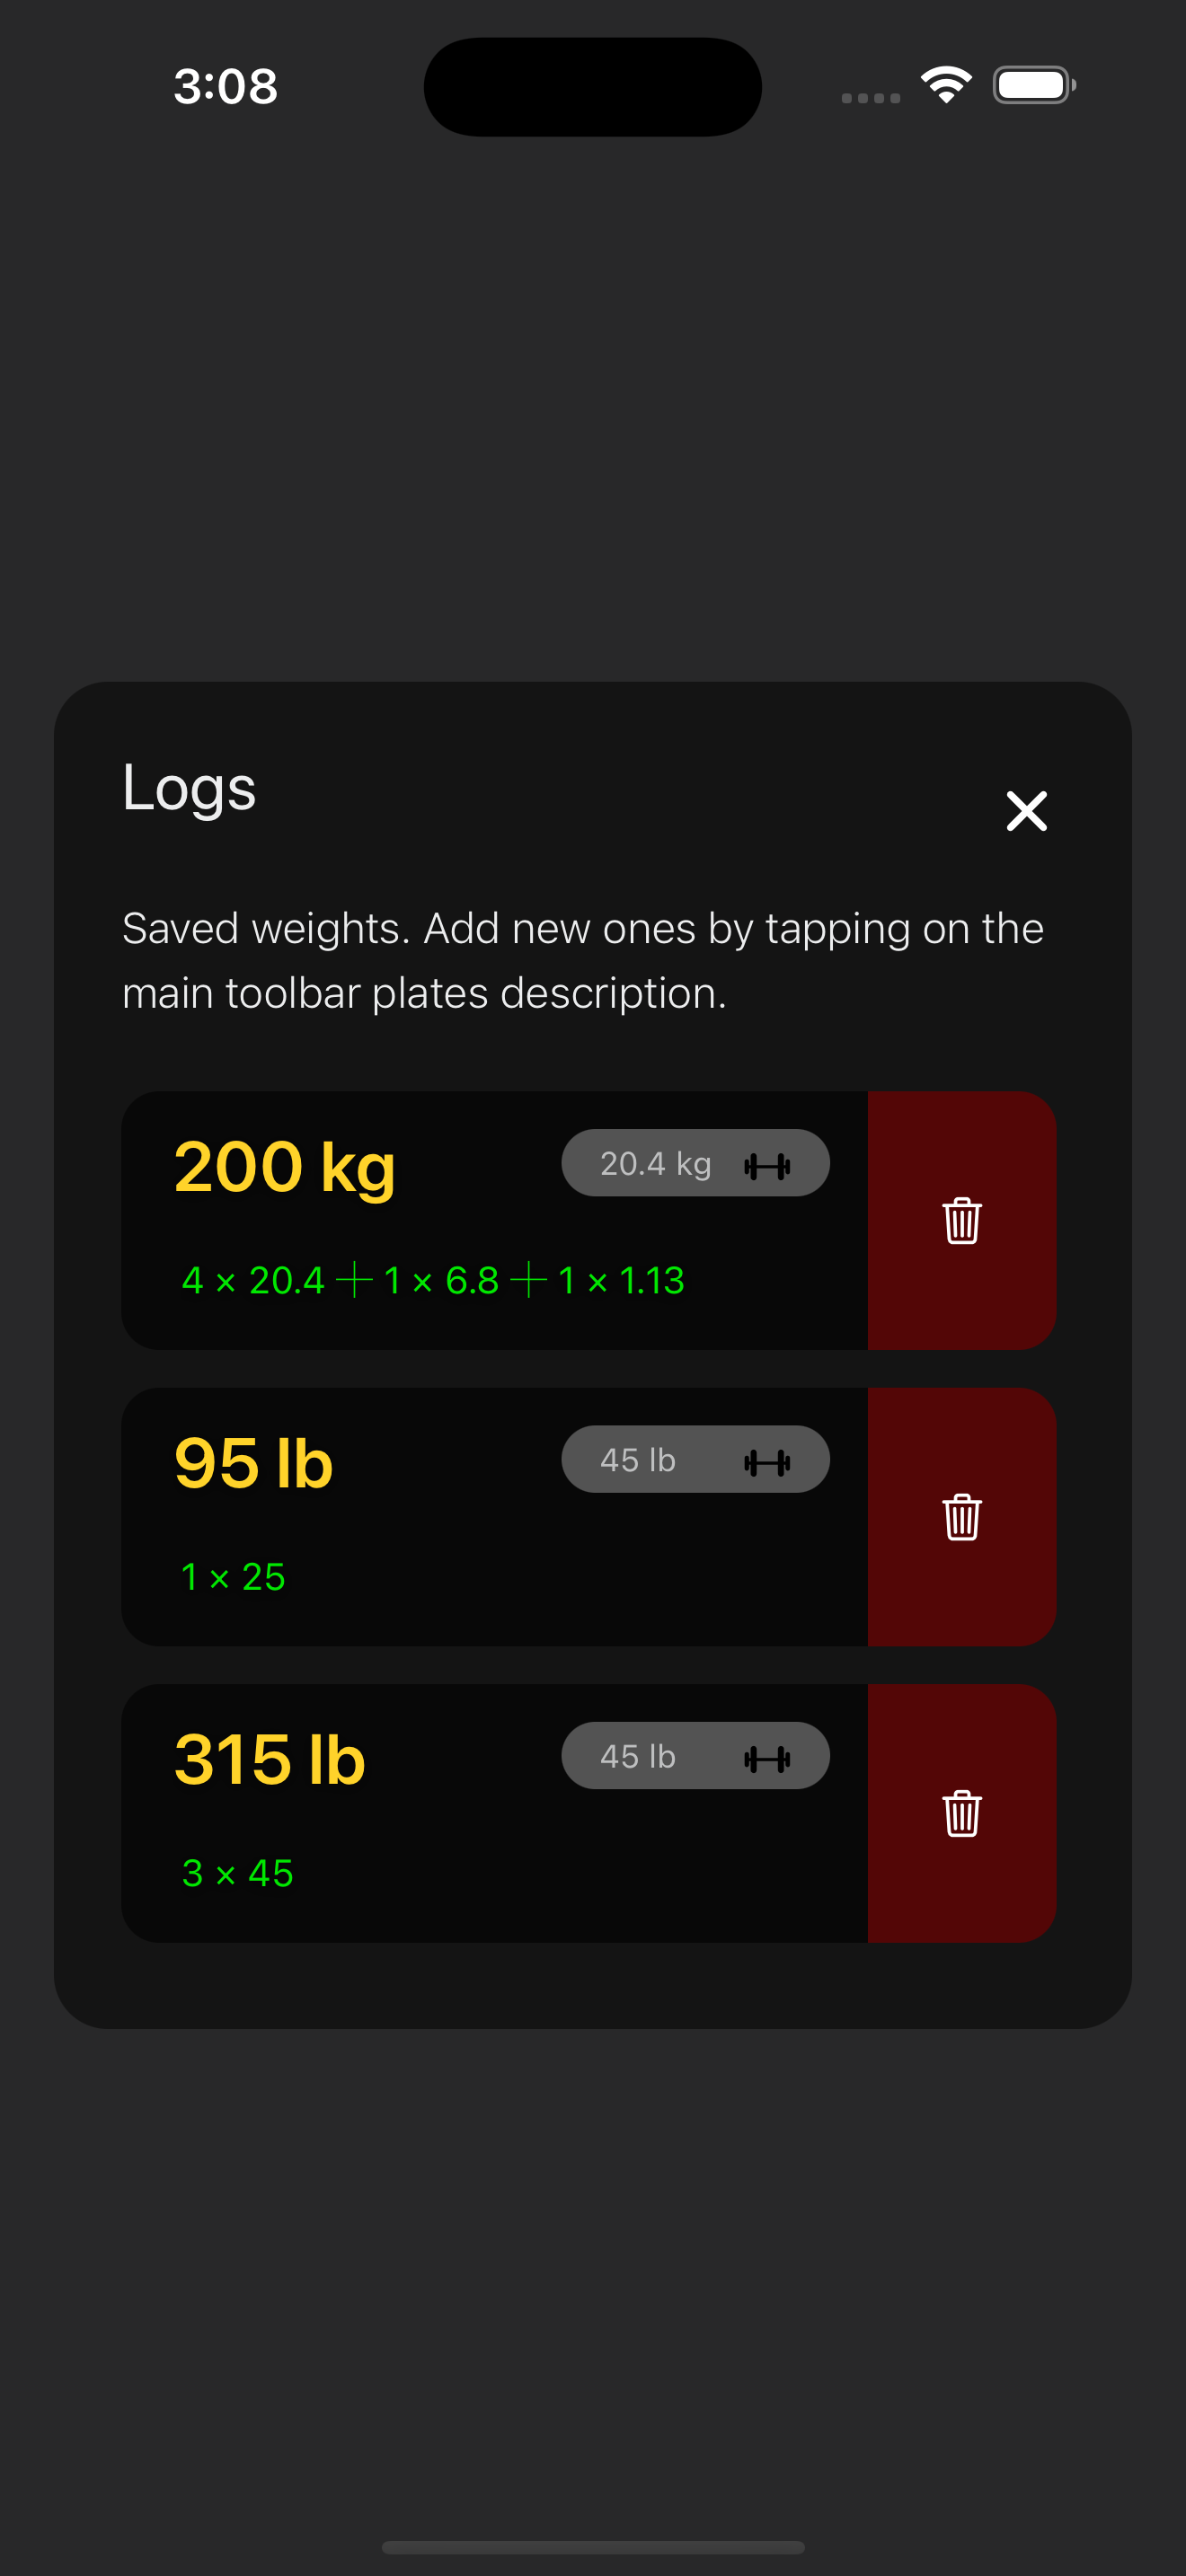 3:08
Logs
Saved weights. Add new ones by tapping on the
main toolbar plates description.
200 kg
20.4 kg
4 × 20.4 + 1 × 6.8 + 1 × 1.13
95 lb
45 lb
1 × 25
315 lb
45 lb
3 × 45